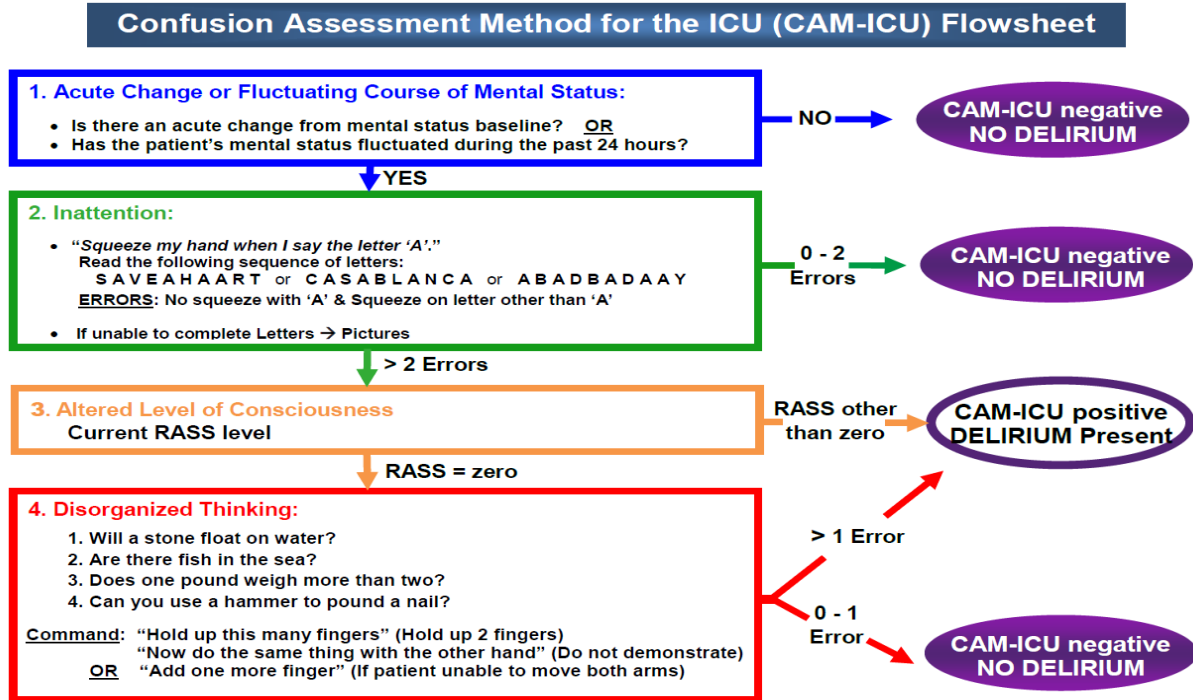 Confusion Assessment Method for the ICU (CAM-ICU) Flowsheet
1. Acute Change or Fluctuating Course of Mental Status:
• Is there an acute change from mental status baseline? OR
• Has the patient's mental status fluctuated during the past 24 hours?
NO
CAM-ICU negative
NO DELIRIUM
YES
2. Inattention:
• “Squeeze my hand when I say the letter ‘A’.”
Read the following sequence of letters:
S A V E A H A A R T or C A S A B L A N C A or A B A D B A D A A Y
ERRORS: No squeeze with ‘A’ & Squeeze on letter other than ‘A’
• If unable to complete Letters → Pictures
0 - 2
Errors
CAM-ICU negative
NO DELIRIUM
> 2 Errors
3. Altered Level of Consciousness
Current RASS level
RASS other
than zero
CAM-ICU positive
DELIRIUM Present
RASS = zero
4. Disorganized Thinking:
1. Will a stone float on water?
2. Are there fish in the sea?
3. Does one pound weigh more than two?
4. Can you use a hammer to pound a nail?
Command: “Hold up this many fingers” (Hold up 2 fingers)
“Now do the same thing with the other hand” (Do not demonstrate)
OR “Add one more finger” (If patient unable to move both arms)
> 1 Error
0 - 1
Error
CAM-ICU negative
NO DELIRIUM